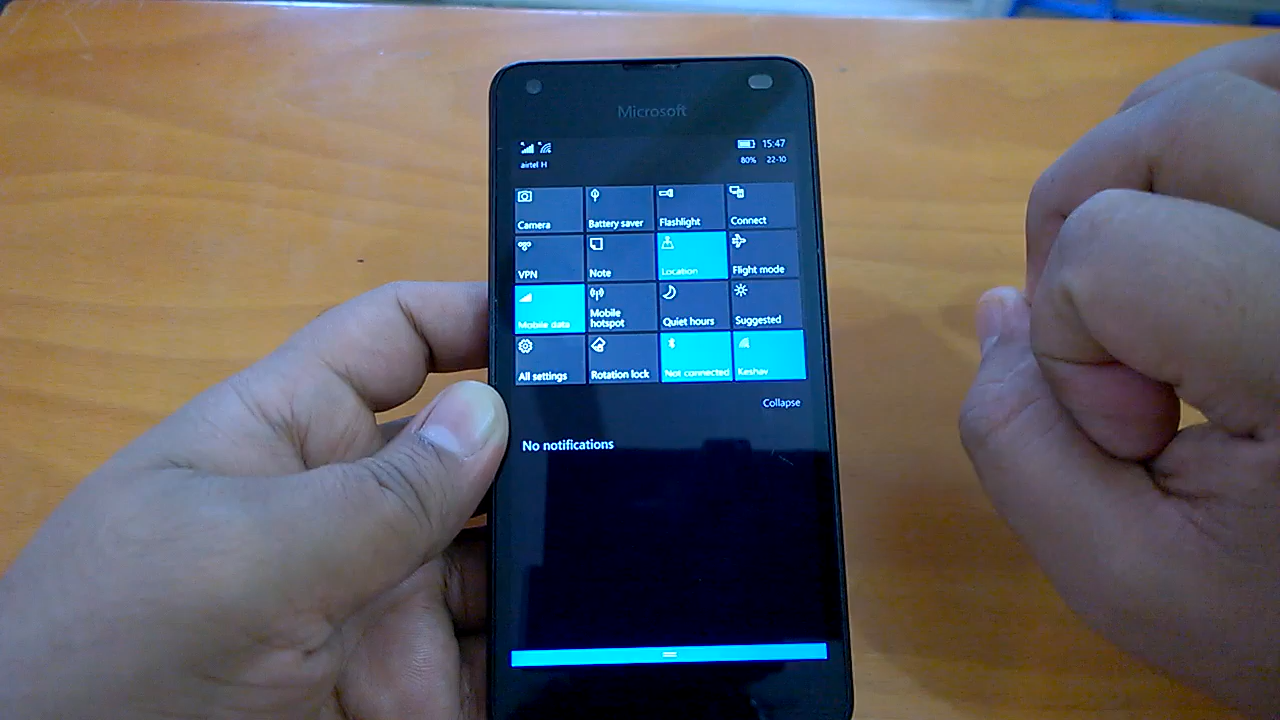 Microsoft
15:47
airtel H
80% 22-10
Camera
Battery saver
Flashlight
Connect
VPN
Note
Location
Flight mode
Mobile data
Mobile
hotspot
Quiet hours
Suggested
All settings
Rotation lock
Not connected
Keshav
Collapse
No notifications